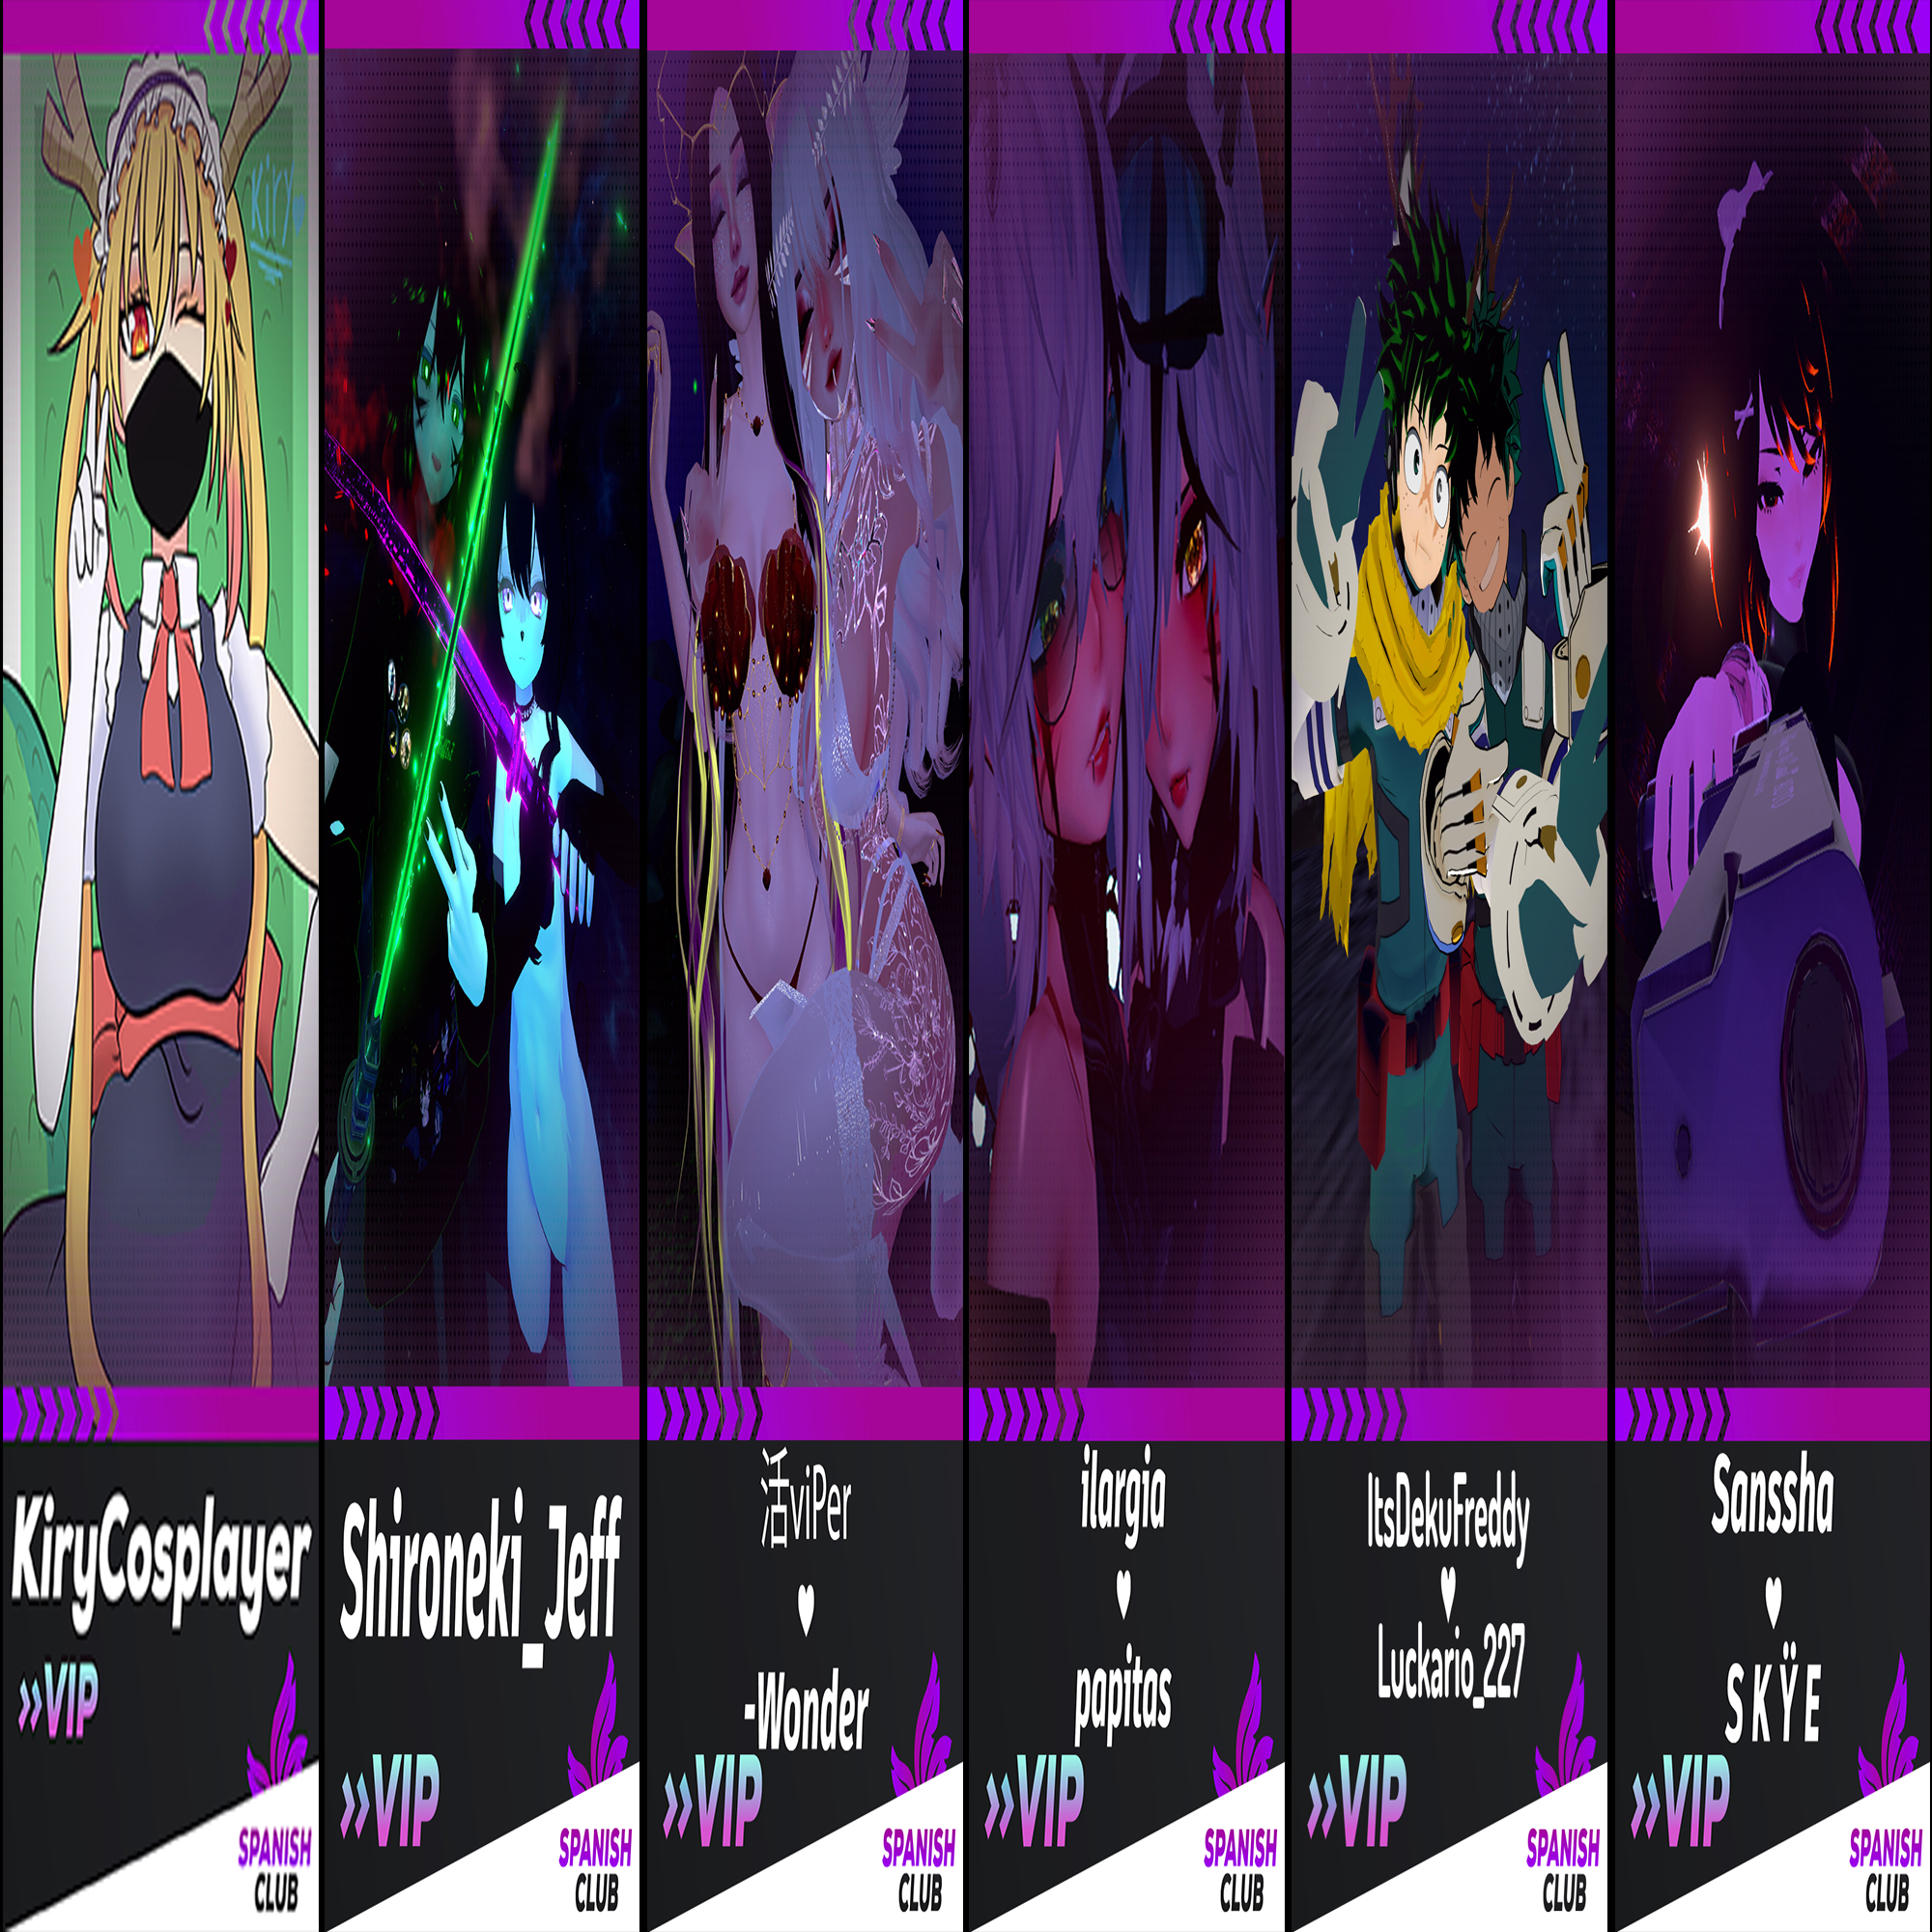 Kiry
KiryCosplayer
»VIP
SPANISH
CLUB
Shironeki_Jeff
»VIP
SPANISH
CLUB
活viPer
♥
-Wonder
»VIP
SPANISH
CLUB
ilargia
♥
papitas
»VIP
SPANISH
CLUB
ItsDekuFreddy
♥
Luckario_227
»VIP
SPANISH
CLUB
Sanssha
♥
S K Ÿ E
»VIP
SPANISH
CLUB